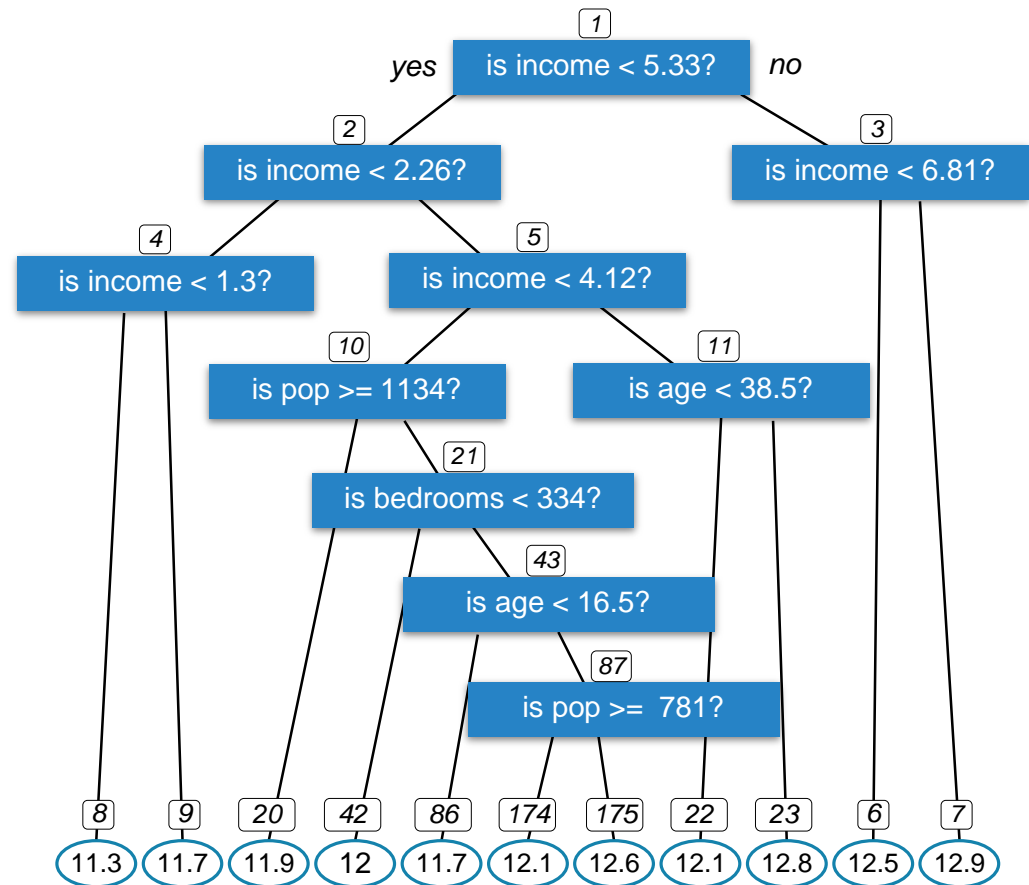 1
yes
is income < 5.33?
no
2
3
is income < 2.26?
is income < 6.81?
4
5
is income < 1.3?
is income < 4.12?
10
11
is pop >= 1134?
is age < 38.5?
21
is bedrooms < 334?
43
is age < 16.5?
87
is pop >= 781?
8
9
20
42
86
174
175
22
23
6
7
11.3
11.7
11.9
12
11.7
12.1
12.6
12.1
12.8
12.5
12.9